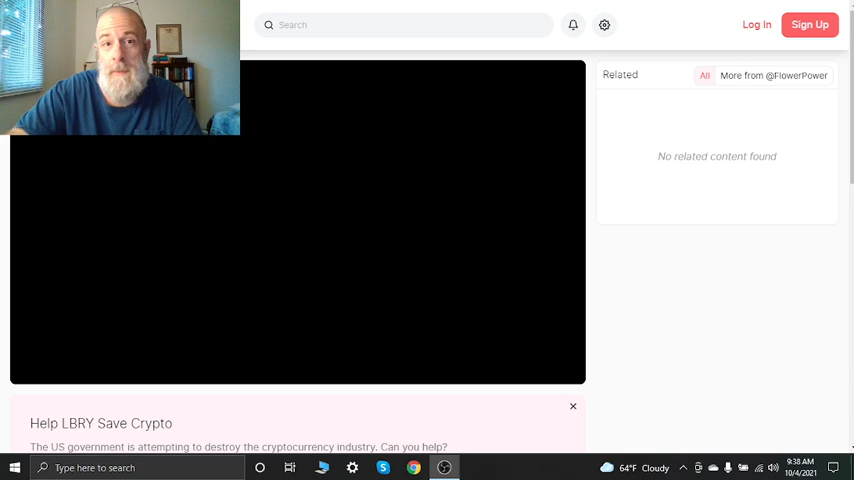 Search
Log In
Sign Up
Related
All
More from @FlowerPower
No related content found
Help LBRY Save Crypto
The US government is attempting to destroy the cryptocurrency industry. Can you help?
Type here to search
64°F Cloudy
9:38 AM
10/4/2021